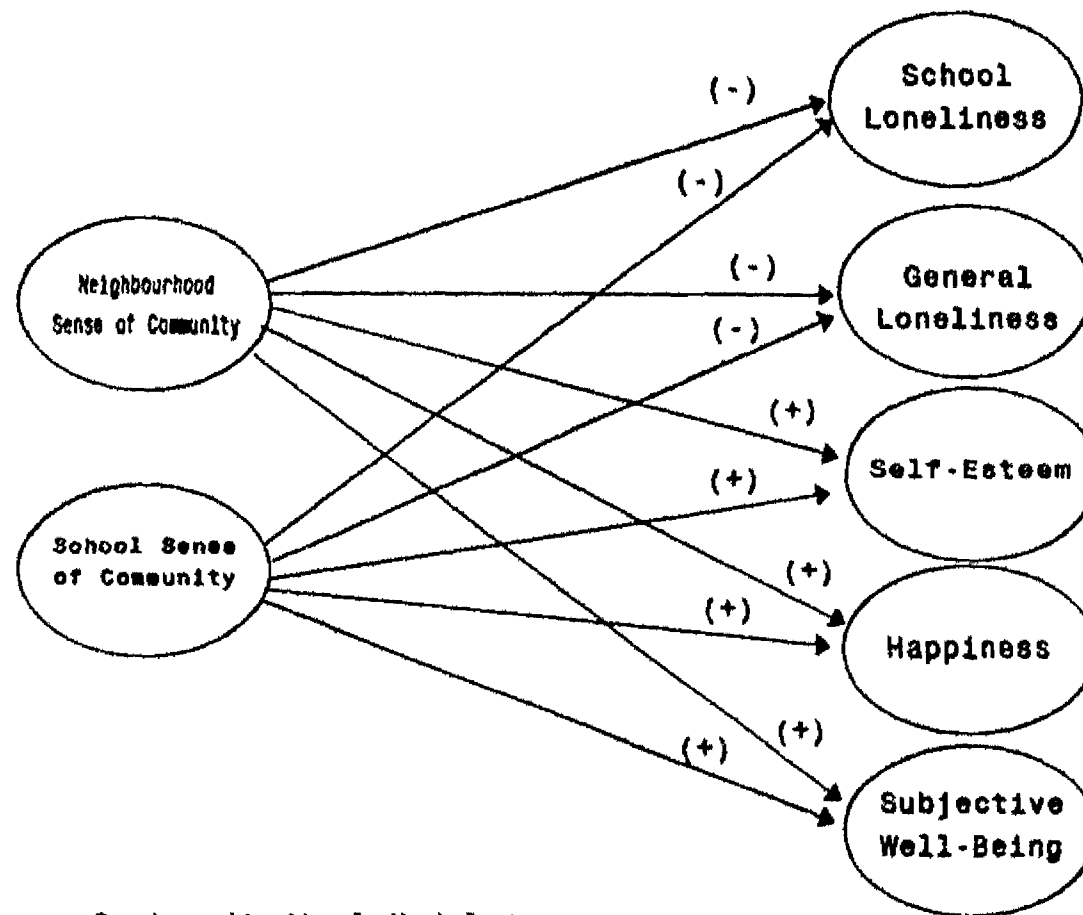 School
Loneliness
(-)
(-)
Neighbourhood
Sense of Community
(-)
General
Loneliness
(-)
(+)
Self-Esteem
(+)
School Sense
of Community
(+)
(+)
Happiness
(+)
(+)
Subjective
Well-Being